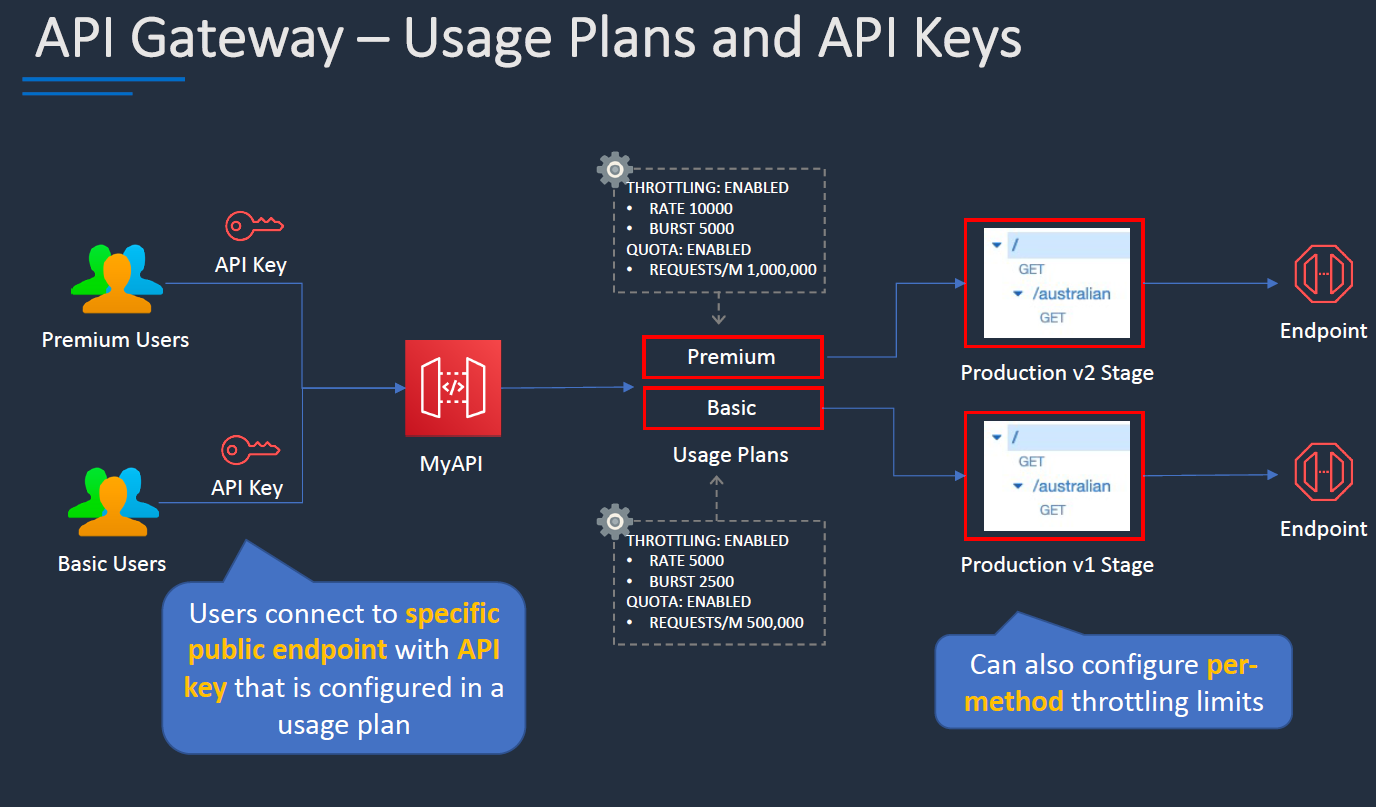 API Gateway – Usage Plans and API Keys
API Key
Premium Users
API Key
Basic Users
Users connect to specific
public endpoint with API
key that is configured in a
usage plan
MyAPI
THROTTLING: ENABLED
• RATE 10000
• BURST 5000
QUOTA: ENABLED
• REQUESTS/M 1,000,000
Premium
Basic
Usage Plans
THROTTLING: ENABLED
• RATE 5000
• BURST 2500
QUOTA: ENABLED
• REQUESTS/M 500,000
/
GET
/australian
GET
Production v2 Stage
Endpoint
/
GET
/australian
GET
Production v1 Stage
Endpoint
Can also configure per-
method throttling limits